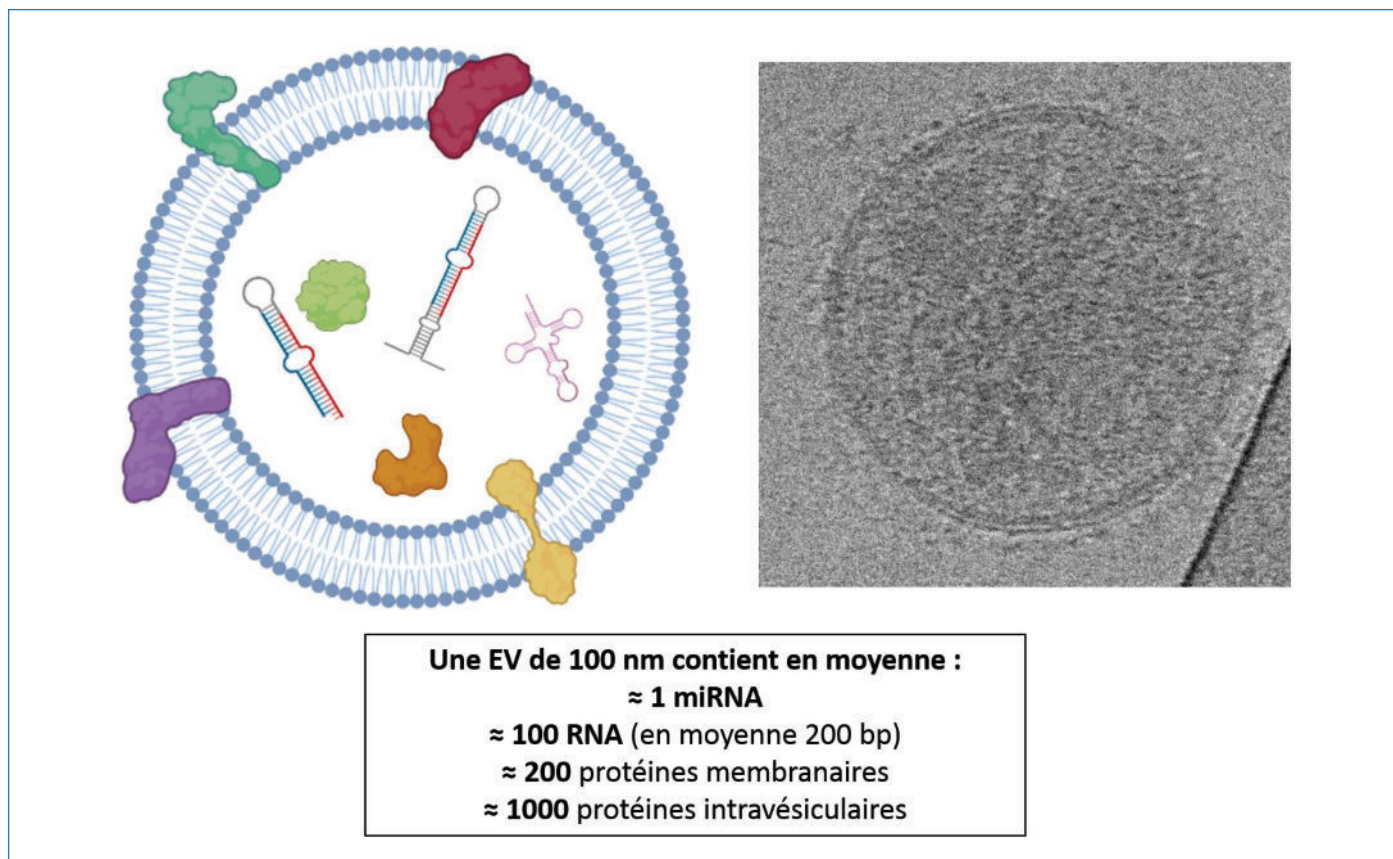 Une EV de 100 nm contient en moyenne :
≈ 1 miRNA
≈ 100 RNA (en moyenne 200 bp)
≈ 200 protéines membranaires
≈ 1000 protéines intravésiculaires